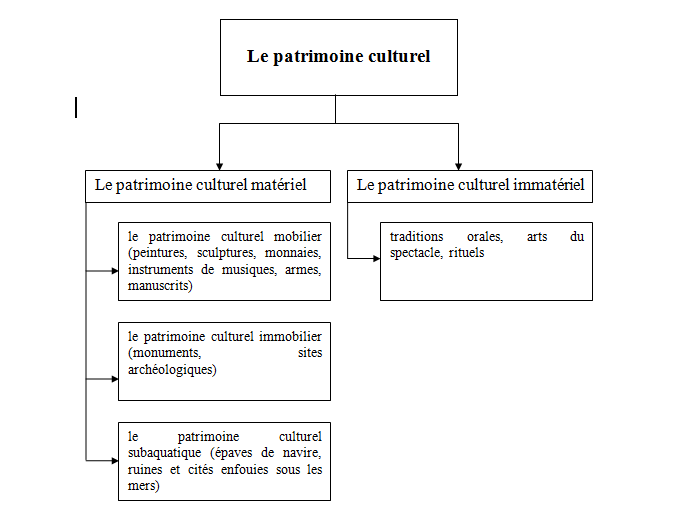 Le patrimoine culturel
Le patrimoine culturel matériel
le patrimoine culturel mobilier
(peintures, sculptures, monnaies,
instruments de musiques, armes,
manuscrits)
le patrimoine culturel immobilier
(monuments, sites
archéologiques)
le patrimoine culturel
subaquatique (épaves de navire,
ruines et cités enfouies sous les
mers)
Le patrimoine culturel immatériel
traditions orales, arts du
spectacle, rituels